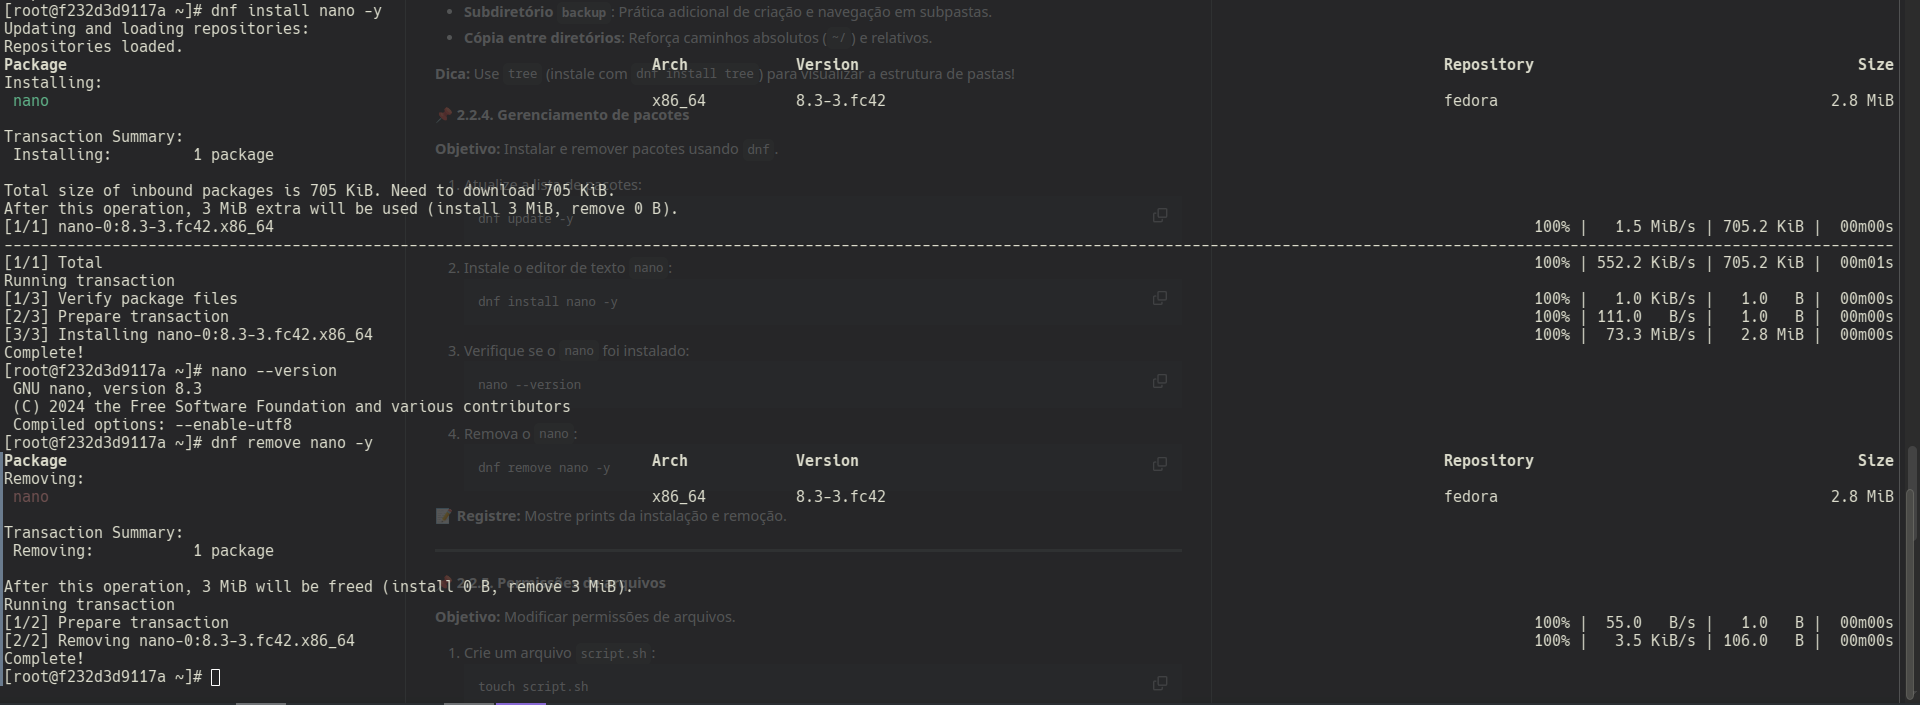 [root@f232d3d9117a ~]# dnf install nano -y
Updating and loading repositories:
Repositories loaded.
Package Arch Version Repository Size
Installing:
nano x86_64 8.3-3.fc42 fedora 2.8 MiB
Transaction Summary:
Installing: 1 package
Total size of inbound packages is 705 KiB. Need to download 705 KiB.
After this operation, 3 MiB extra will be used (install 3 MiB, remove 0 B).
[1/1] nano-0:8.3-3.fc42.x86_64 100% | 1.5 MiB/s | 705.2 KiB | 00m00s
--------------------------------------------------------------------------------
[1/1] Total 100% | 552.2 KiB/s | 705.2 KiB | 00m01s
Running transaction
[1/3] Verify package files 100% | 1.0 KiB/s | 1.0 B | 00m00s
[2/3] Prepare transaction 100% | 111.0 B/s | 1.0 B | 00m00s
[3/3] Installing nano-0:8.3-3.fc42.x86_64 100% | 73.3 MiB/s | 2.8 MiB | 00m00s
Complete!
[root@f232d3d9117a ~]# nano --version
GNU nano, version 8.3
(C) 2024 the Free Software Foundation and various contributors
Compiled options: --enable-utf8
[root@f232d3d9117a ~]# dnf remove nano -y
Package Arch Version Repository Size
Removing:
nano x86_64 8.3-3.fc42 fedora 2.8 MiB
Transaction Summary:
Removing: 1 package
After this operation, 3 MiB will be freed (install 0 B, remove 3 MiB).
Running transaction
[1/2] Prepare transaction 100% | 55.0 B/s | 1.0 B | 00m00s
[2/2] Removing nano-0:8.3-3.fc42.x86_64 100% | 3.5 KiB/s | 106.0 B | 00m00s
Complete!
[root@f232d3d9117a ~]#
• Subdiretório backup: Prática adicional de criação e navegação em subpastas.
• Cópia entre diretórios: Reforça caminhos absolutos ( ~/ ) e relativos.
Dica: Use tree (instale com dnf install tree ) para visualizar a estrutura de pastas!
📌 2.2.4. Gerenciamento de pacotes
Objetivo: Instalar e remover pacotes usando dnf.
1. Atualize a lista de pacotes:
dnf update -y
2. Instale o editor de texto nano:
dnf install nano -y
3. Verifique se o nano foi instalado:
nano --version
4. Remova o nano:
dnf remove nano -y
📝 Registre: Mostre prints da instalação e remoção.
Permissões de arquivos
Objetivo: Modificar permissões de arquivos.
1. Crie um arquivo script.sh:
touch script.sh